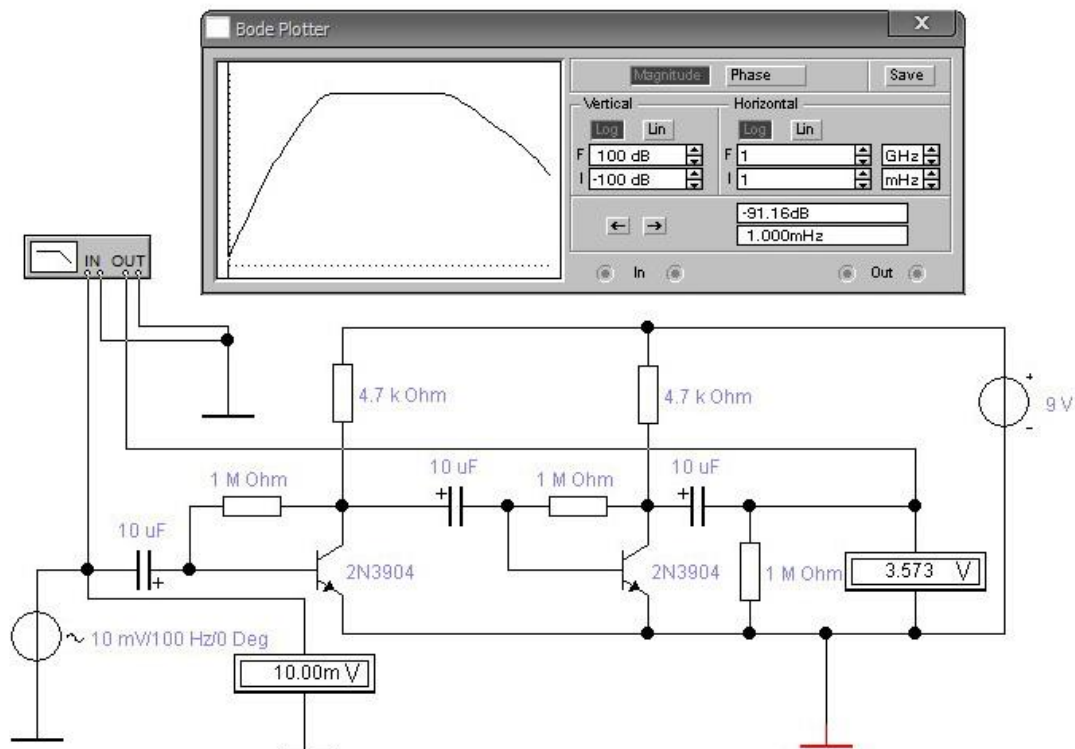 Bode Plotter
X
Magnitude Phase Save
Vertical Horizontal
Log Lin Log Lin
F 100 dB F 1 GHz
I -100 dB I 1 mHz
← → -91.16dB
1.000mHz
In Out
IN OUT
4.7 k Ohm 4.7 k Ohm
+
9 V
-
1 M Ohm 10 uF 1 M Ohm 10 uF
+ +
10 uF
+
2N3904 2N3904 1 M Ohm 3.573 V
~ 10 mV/100 Hz/0 Deg
10.00m V